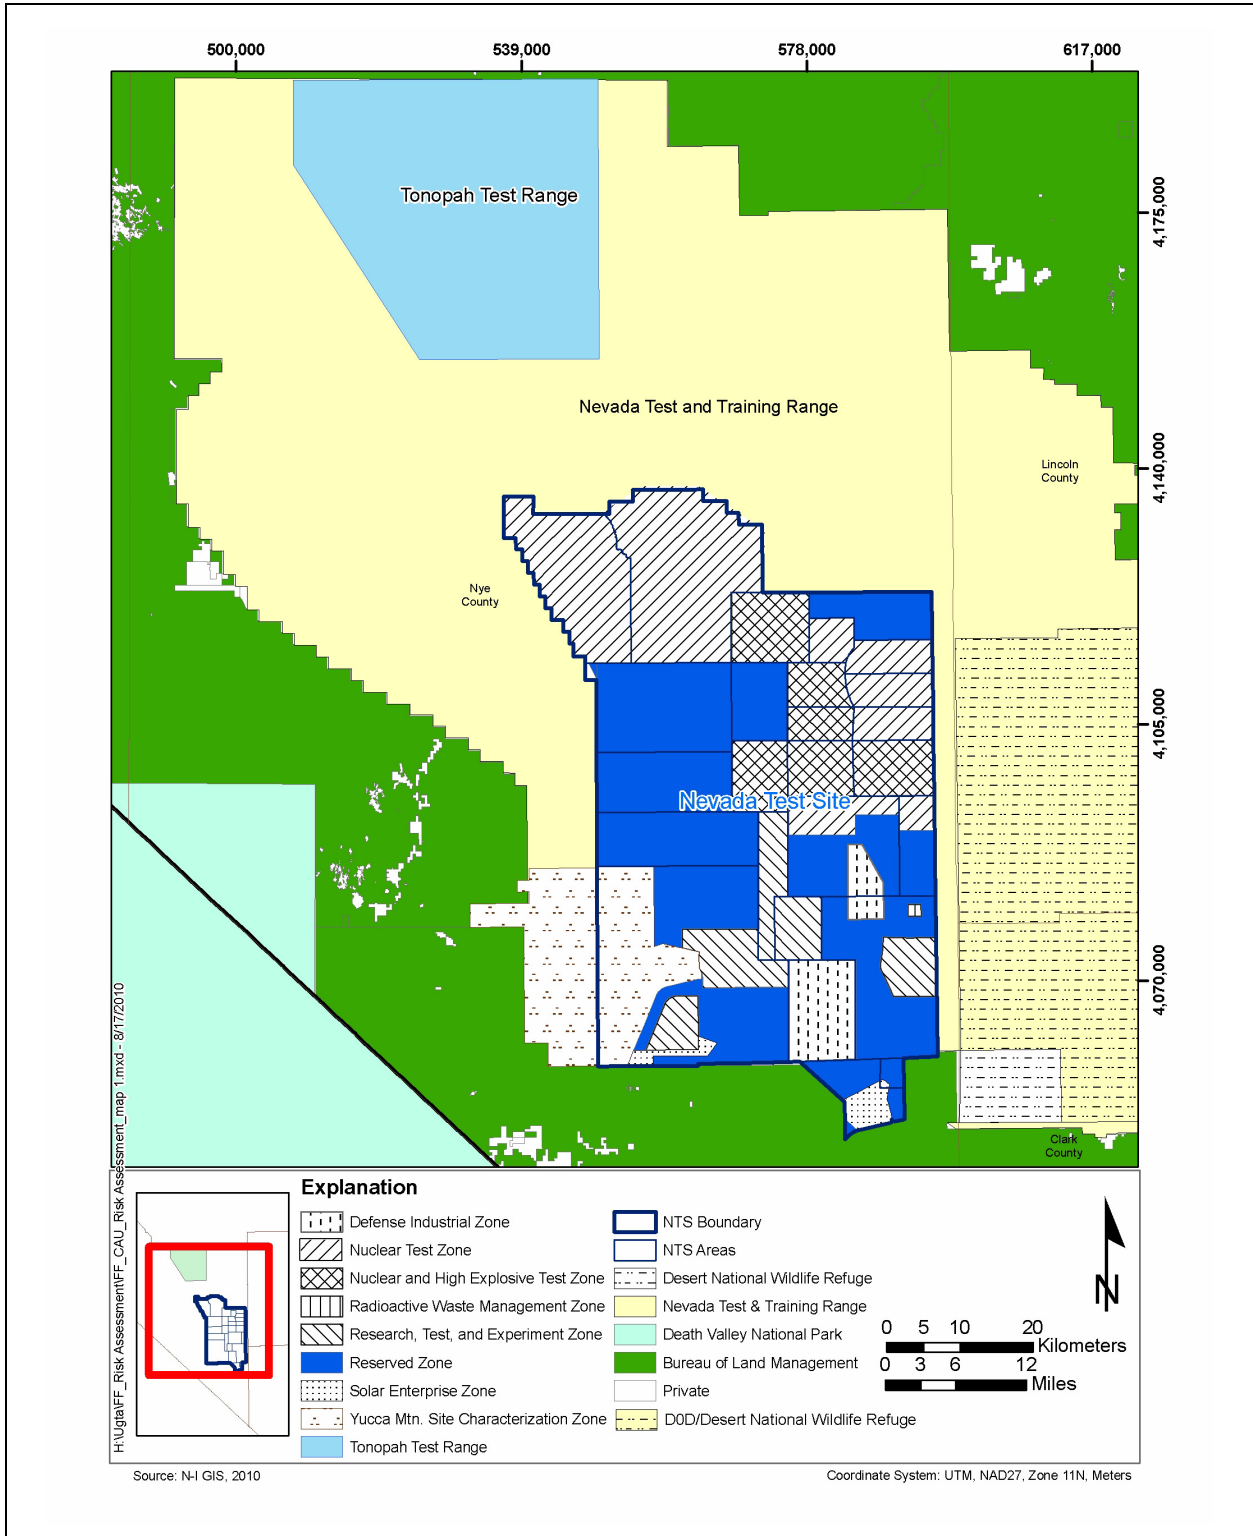 500,000
539,000
578,000
617,000
Tonopah Test Range
4,175,000
Nevada Test and Training Range
Lincoln
County
4,140,000
Nye
County
4,105,000
Nevada Test Site
4,070,000
Clark
County
H:\Ugta\FF_Risk Assessment\FF_CAU_Risk Assessment_map 1.mxd - 8/17/2010
Explanation
Defense Industrial Zone
Nuclear Test Zone
Nuclear and High Explosive Test Zone
Radioactive Waste Management Zone
Research, Test, and Experiment Zone
Reserved Zone
Solar Enterprise Zone
Yucca Mtn. Site Characterization Zone
Tonopah Test Range
NTS Boundary
NTS Areas
Desert National Wildlife Refuge
Nevada Test & Training Range
Death Valley National Park
Bureau of Land Management
Private
D0D/Desert National Wildlife Refuge
N
0 5 10 20
Kilometers
0 3 6 12
Miles
Source: N-I GIS, 2010
Coordinate System: UTM, NAD27, Zone 11N, Meters